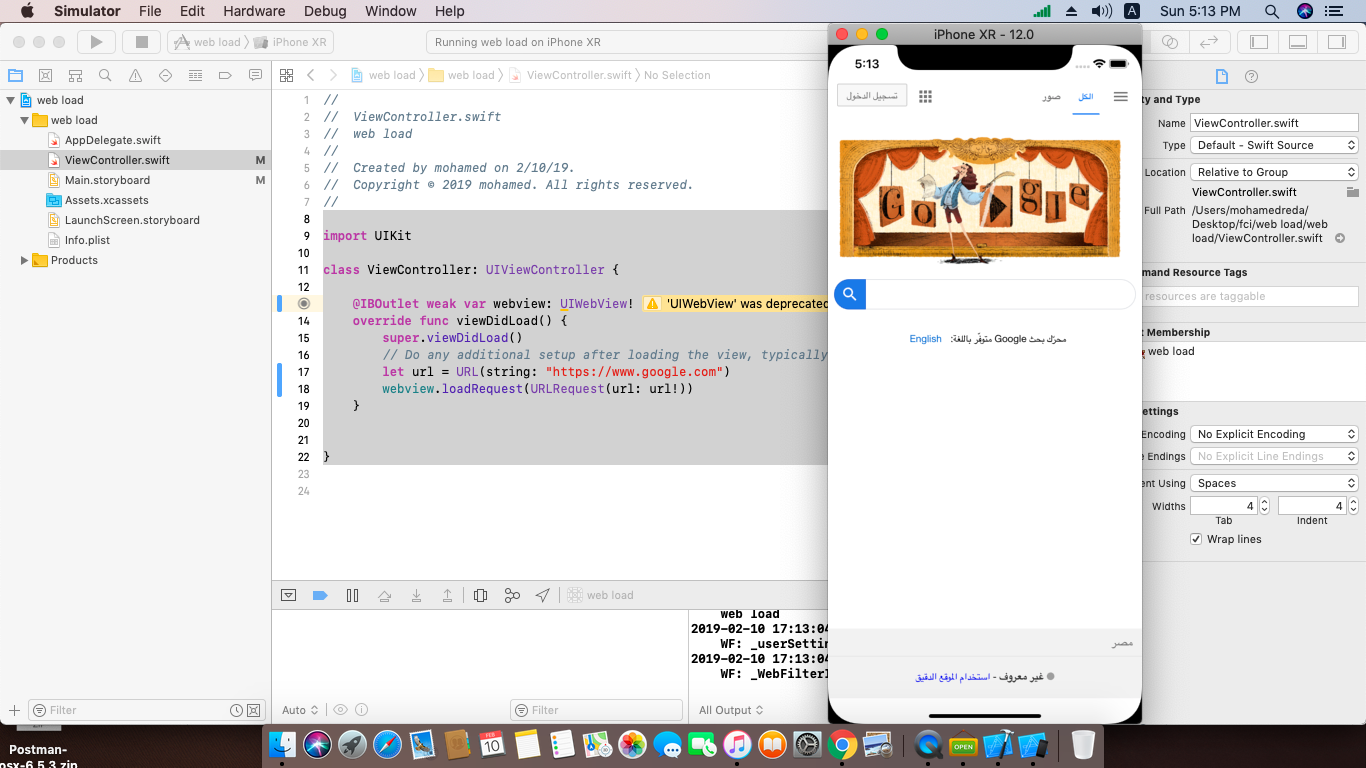 Simulator File Edit Hardware Debug Window Help
A Sun 5:13 PM
web load iPhone XR
Running web load on iPhone XR
iPhone XR - 12.0
web load web load ViewController.swift No Selection
web load
web load
AppDelegate.swift
ViewController.swift M
Main.storyboard M
Assets.xcassets
LaunchScreen.storyboard
Info.plist
Products
1 //
2 // ViewController.swift
3 // web load
4 //
5 // Created by mohamed on 2/10/19.
6 // Copyright © 2019 mohamed. All rights reserved.
7 //
8
9 import UIKit
10
11 class ViewController: UIViewController {
12
@IBOutlet weak var webview: UIWebView! 'UIWebView' was deprecated
14 override func viewDidLoad() {
15 super.viewDidLoad()
16 // Do any additional setup after loading the view, typically
17 let url = URL(string: "https://www.google.com")
18 webview.loadRequest(URLRequest(url: url!))
19 }
20
21
22 }
23
24
5:13
تسجيل الدخول
الكل
صور
Google
محرّك بحث Google متوفّر باللغة: English
مصر
غير معروف - استخدام الموقع الدقيق
ty and Type
Name ViewController.swift
Type Default - Swift Source
Location Relative to Group
ViewController.swift
Full Path /Users/mohamedreda/
Desktop/fci/web load/web
load/ViewController.swift
mand Resource Tags
resources are taggable
t Membership
web load
ettings
Encoding No Explicit Encoding
e Endings No Explicit Line Endings
ent Using Spaces
Widths 4 4
Tab Indent
Wrap lines
web load
web load
2019-02-10 17:13:04
WF: _userSettin
2019-02-10 17:13:04
WF: _WebFilterI
Filter
Auto
Filter
All Output
Postman-
osx-6.5.3.zip
FEB
10
OPEN